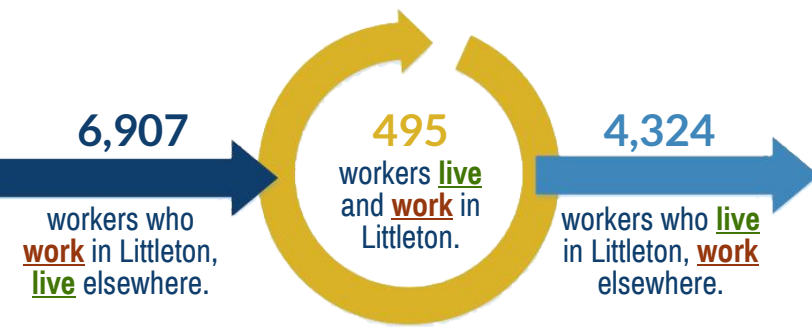 6,907
workers who
work in Littleton,
live elsewhere.
495
workers live
and work in
Littleton.
4,324
workers who live
in Littleton, work
elsewhere.